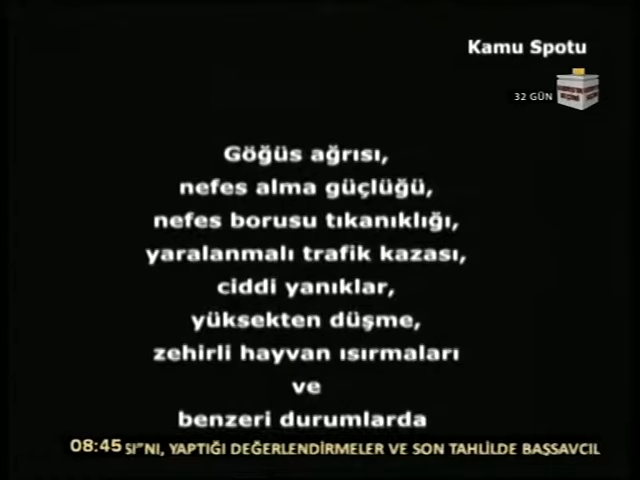 Kamu Spotu
32 GÜN
Göğüs ağrısı,
nefes alma güçlüğü,
nefes borusu tıkanıklığı,
yaralanmalı trafik kazası,
ciddi yanıklar,
yüksekten düşme,
zehirli hayvan ısırmaları
ve
benzeri durumlarda
08:45 SI"NI, YAPTIĞI DEĞERLENDİRMELER VE SON TAHLİLDE BAŞSAVCIL